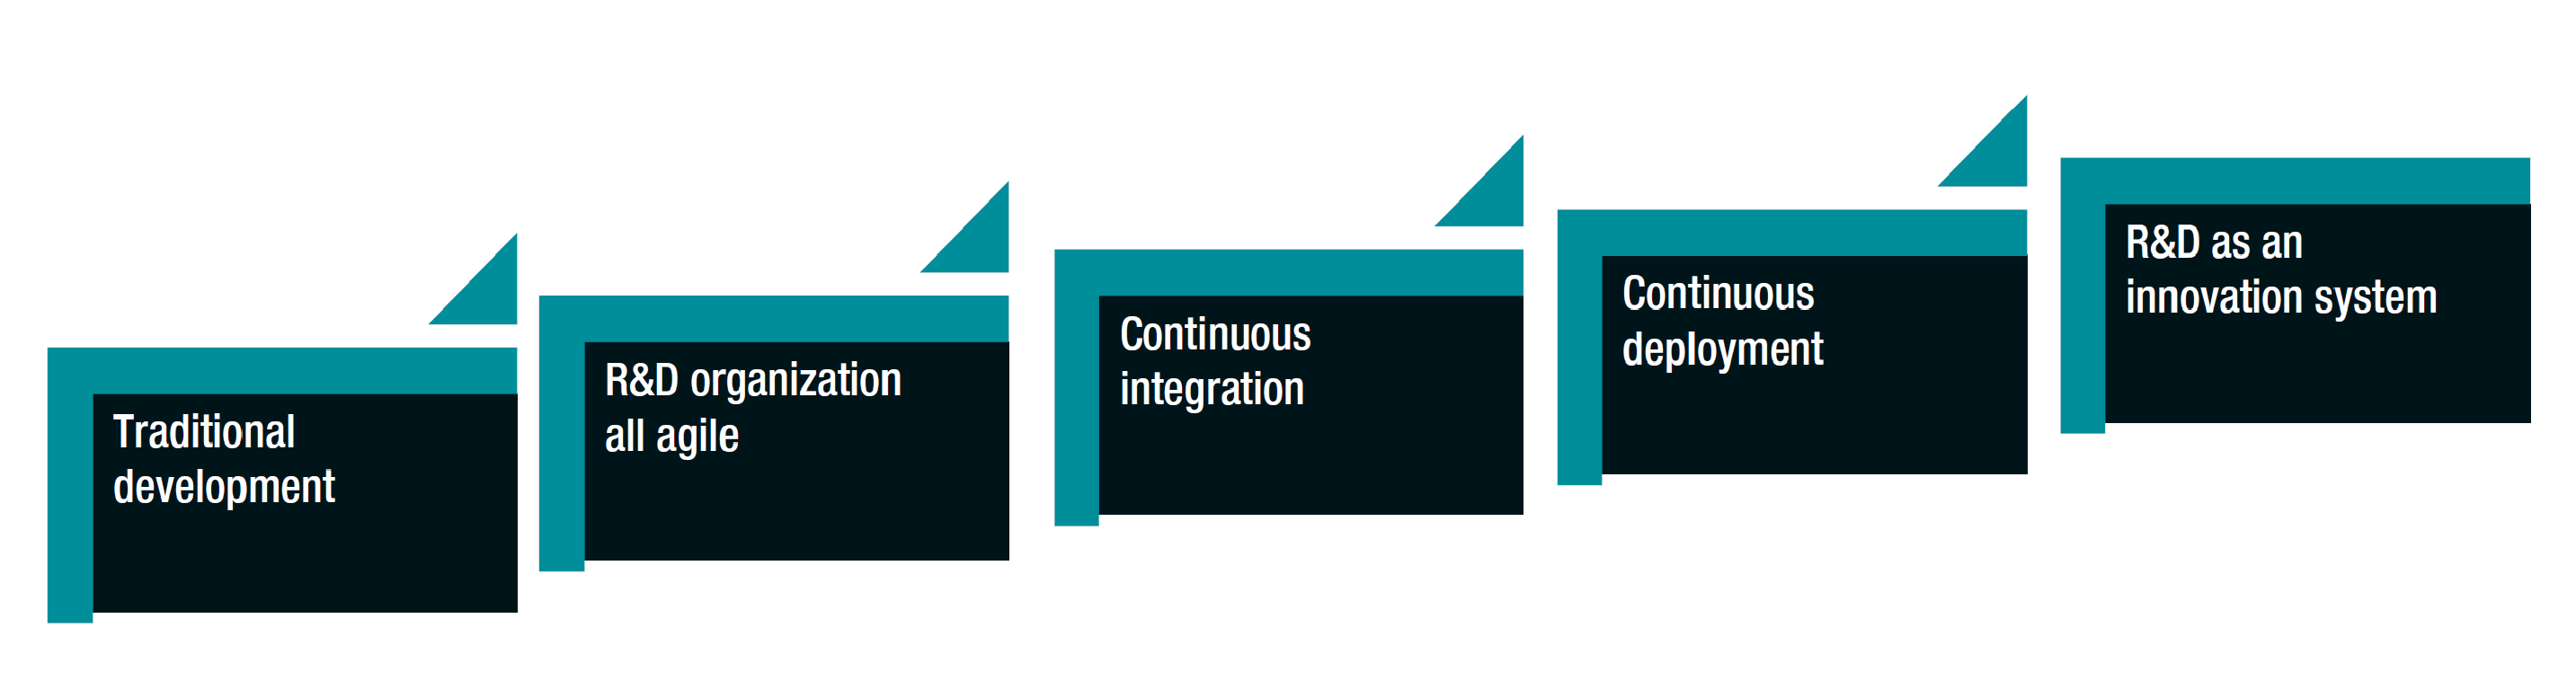 Traditional
development
R&D organization
all agile
Continuous
integration
Continuous
deployment
R&D as an
innovation system